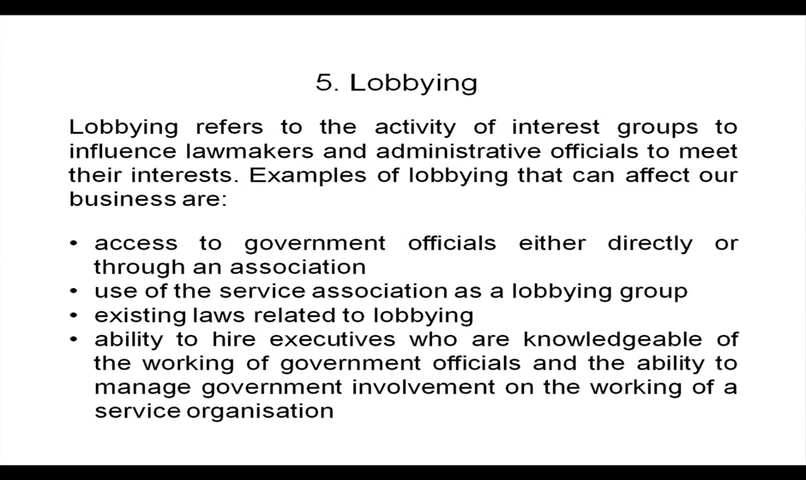 5. Lobbying
Lobbying refers to the activity of interest groups to
influence lawmakers and administrative officials to meet
their interests. Examples of lobbying that can affect our
business are:
• access to government officials either directly or
through an association
• use of the service association as a lobbying group
• existing laws related to lobbying
• ability to hire executives who are knowledgeable of
the working of government officials and the ability to
manage government involvement on the working of a
service organisation